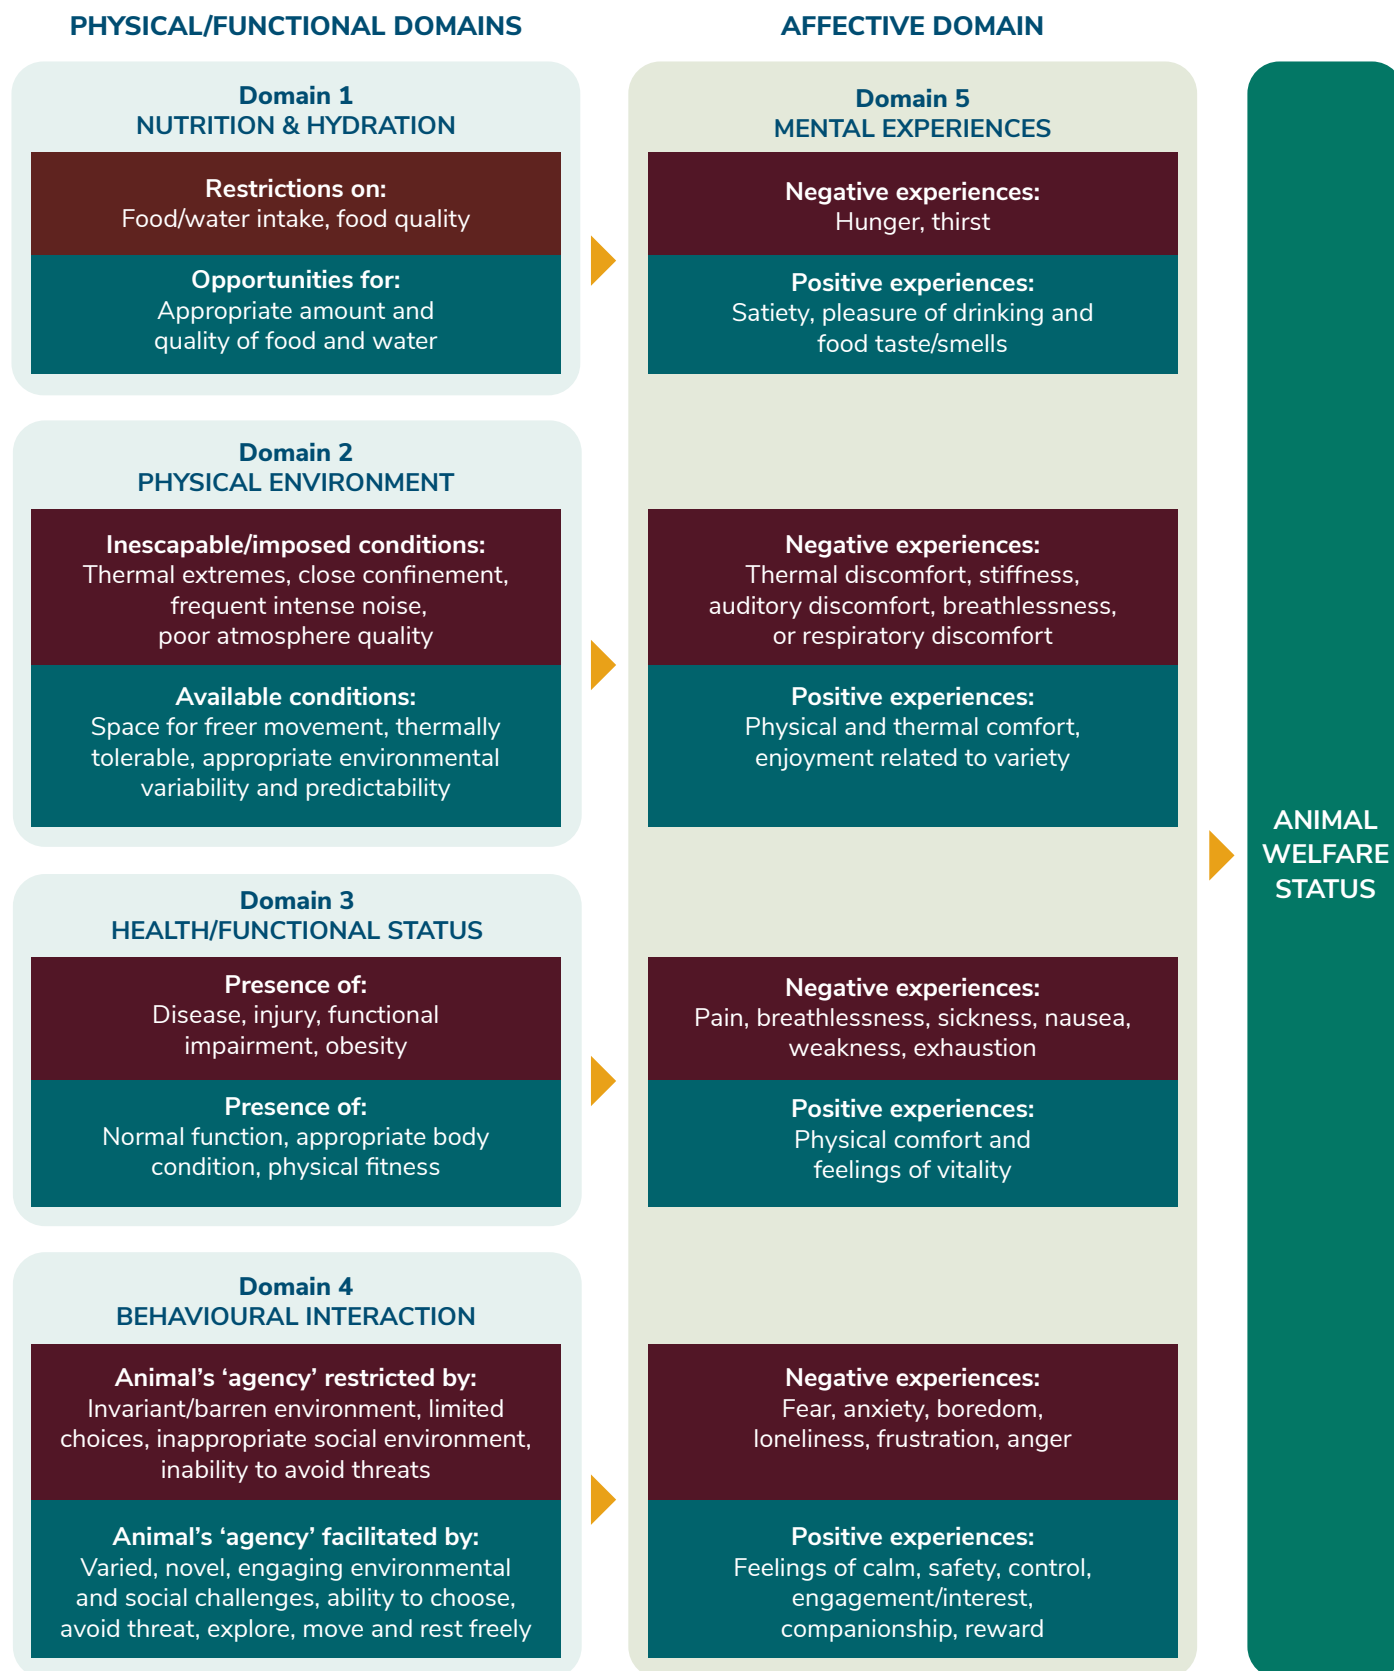 PHYSICAL/FUNCTIONAL DOMAINS
AFFECTIVE DOMAIN
Domain 1
NUTRITION & HYDRATION
Restrictions on:
Food/water intake, food quality
Opportunities for:
Appropriate amount and
quality of food and water
Domain 5
MENTAL EXPERIENCES
Negative experiences:
Hunger, thirst
Positive experiences:
Satiety, pleasure of drinking and
food taste/smells
Domain 2
PHYSICAL ENVIRONMENT
Inescapable/imposed conditions:
Thermal extremes, close confinement,
frequent intense noise,
poor atmosphere quality
Available conditions:
Space for freer movement, thermally
tolerable, appropriate environmental
variability and predictability
Negative experiences:
Thermal discomfort, stiffness,
auditory discomfort, breathlessness,
or respiratory discomfort
Positive experiences:
Physical and thermal comfort,
enjoyment related to variety
Domain 3
HEALTH/FUNCTIONAL STATUS
Presence of:
Disease, injury, functional
impairment, obesity
Presence of:
Normal function, appropriate body
condition, physical fitness
Negative experiences:
Pain, breathlessness, sickness, nausea,
weakness, exhaustion
Positive experiences:
Physical comfort and
feelings of vitality
Domain 4
BEHAVIOURAL INTERACTION
Animal’s ‘agency’ restricted by:
Invariant/barren environment, limited
choices, inappropriate social environment,
inability to avoid threats
Animal’s ‘agency’ facilitated by:
Varied, novel, engaging environmental
and social challenges, ability to choose,
avoid threat, explore, move and rest freely
Negative experiences:
Fear, anxiety, boredom,
loneliness, frustration, anger
Positive experiences:
Feelings of calm, safety, control,
engagement/interest,
companionship, reward
ANIMAL
WELFARE
STATUS